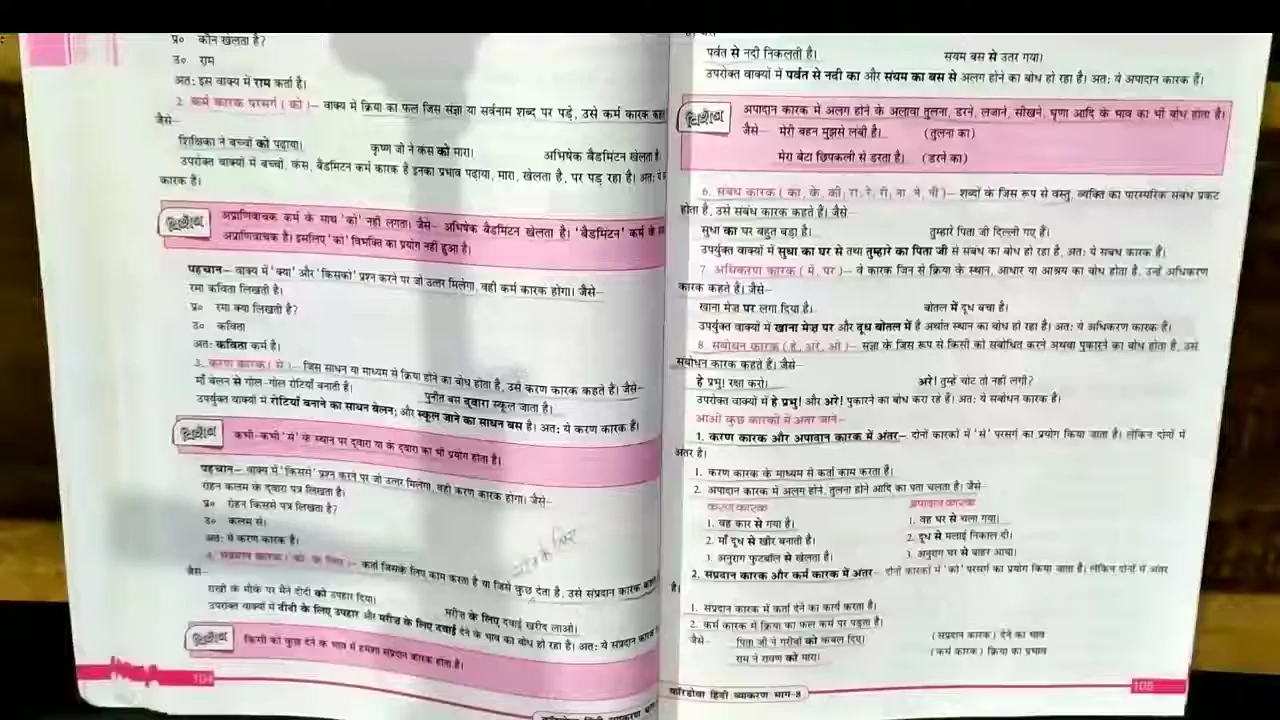 प्र० कौन खेलता है?
उ० राम
अत: इस वाक्य में राम कर्ता है।
2. कर्म कारक परसर्ग ( को )– वाक्य में क्रिया का फल जिस संज्ञा या सर्वनाम शब्द पर पड़े, उसे कर्म कारक
जैसे–
शिक्षिका ने बच्चों को पढ़ाया। कृष्ण जी ने कंस को मारा। अभिषेक बैडमिंटन खेलता है
उपरोक्त वाक्यों में बच्चों, कंस, बैडमिंटन कर्म कारक है इनका प्रभाव पढ़ाया, मारा, खेलता है, पर पड़ रहा है। अत:
कारक हैं।
विशेष
अप्राणिवाचक कर्म के साथ 'को' नहीं लगता। जैसे– अभिषेक बैडमिंटन खेलता है। 'बैडमिंटन' कर्म के
अप्राणिवाचक है। इसलिए 'को' विभक्ति का प्रयोग नहीं हुआ है।
पहचान– वाक्य में 'क्या' और 'किसको' प्रश्न करने पर जो उत्तर मिलेगा, वही कर्म कारक होगा। जैसे–
रमा कविता लिखती है।
प्र० रमा क्या लिखती है?
उ० कविता
अत: कविता कर्म है।
3. करण कारक ( से )– जिस साधन या माध्यम से क्रिया होने का बोध होता है, उसे करण कारक कहते हैं। जैसे–
माँ बेलन से गोल-गोल रोटियाँ बनाती है। पुनीत बस द्वारा स्कूल जाता है।
उपर्युक्त वाक्यों में रोटियाँ बनाने का साधन बेलन; और स्कूल जाने का साधन बस है। अत: ये करण कारक हैं।
विशेष
कभी-कभी 'से' के स्थान पर द्वारा या के द्वारा का भी प्रयोग होता है।
पहचान– वाक्य में 'किससे' प्रश्न करने पर जो उत्तर मिलेगा, वही करण कारक होगा। जैसे–
रोहन कलम के द्वारा पत्र लिखता है।
प्र० रोहन किससे पत्र लिखता है?
उ० कलम से।
अत: ये करण कारक हैं।
4. संप्रदान कारक ( को, के लिए )– कर्ता जिसके लिए काम करता है या जिसे कुछ देता है, उसे संप्रदान कारक कहते
जैसे–
राखी के मौके पर मैंने दीदी को उपहार दिया। मरीज के लिए दवाई खरीद लाओ।
उपरोक्त वाक्यों में दीदी के लिए उपहार और मरीज के लिए दवाई देने के भाव का बोध हो रहा है। अत: ये संप्रदान कारक
विशेष
किसी को कुछ देने के भाव में हमेशा संप्रदान कारक होता है।
104
पर्वत से नदी निकलती है। संयम बस से उतर गया।
उपरोक्त वाक्यों में पर्वत से नदी का और संयम का बस से अलग होने का बोध हो रहा है। अत: ये अपादान कारक हैं।
विशेष
अपादान कारक में अलग होने के अलावा तुलना, डरने, लजाने, सीखने, घृणा आदि के भाव का भी बोध होता है।
जैसे– मेरी बहन मुझसे लंबी है। (तुलना का)
मेरा बेटा छिपकली से डरता है। (डरने का)
6. संबंध कारक ( का, के, की, रा, रे, री, ना, ने, नी )– शब्दों के जिस रूप से वस्तु, व्यक्ति का पारस्परिक संबंध प्रकट
होता है, उसे संबंध कारक कहते हैं। जैसे–
सुधा का घर बहुत बड़ा है। तुम्हारे पिता जी दिल्ली गए हैं।
उपर्युक्त वाक्यों में सुधा का घर से तथा तुम्हारे का पिता जी से संबंध का बोध हो रहा है, अत: ये संबंध कारक हैं।
7. अधिकरण कारक ( में, पर )– वे कारक जिन से क्रिया के स्थान, आधार या आश्रय का बोध होता है, उन्हें अधिकरण
कारक कहते हैं। जैसे–
खाना मेज़ पर लगा दिया है। बोतल में दूध बचा है।
उपर्युक्त वाक्यों में खाना मेज़ पर और दूध बोतल में है अर्थात स्थान का बोध हो रहा है। अत: ये अधिकरण कारक हैं।
8. संबोधन कारक ( हे, अरे, ओ )– संज्ञा के जिस रूप से किसी को संबोधित करने अथवा पुकारने का बोध होता है, उसे
संबोधन कारक कहते हैं। जैसे–
हे प्रभु! रक्षा करो। अरे! तुम्हें चोट तो नहीं लगी?
उपरोक्त वाक्यों में हे प्रभु! और अरे! पुकारने का बोध करा रहे हैं। अत: ये संबोधन कारक हैं।
आओ कुछ कारकों में अंतर जानें–
1. करण कारक और अपादान कारक में अंतर– दोनों कारकों में 'से' परसर्ग का प्रयोग किया जाता है। लेकिन दोनों में
अंतर है।
1. करण कारक के माध्यम से कर्ता काम करता है।
2. अपादान कारक में अलग होने, तुलना होने आदि का पता चलता है। जैसे–
करण कारक अपादान कारक
1. वह कार से गया है। 1. वह घर से चला गया।
2. माँ दूध से खीर बनाती है। 2. दूध से मलाई निकाल दी।
3. अनुराग फुटबॉल से खेलता है। 3. अनुराग घर से बाहर आया।
2. संप्रदान कारक और कर्म कारक में अंतर– दोनों कारकों में 'को' परसर्ग का प्रयोग किया जाता है। लेकिन दोनों में अंतर
है।
1. संप्रदान कारक में कर्ता देने का कार्य करता है।
2. कर्म कारक में क्रिया का फल कर्म पर पड़ता है।
जैसे– पिता जी ने गरीबों को कंबल दिए। (संप्रदान कारक) देने का भाव
राम ने रावण को मारा। (कर्म कारक) क्रिया का प्रभाव
कॉरडोवा हिंदी व्याकरण भाग-8
105